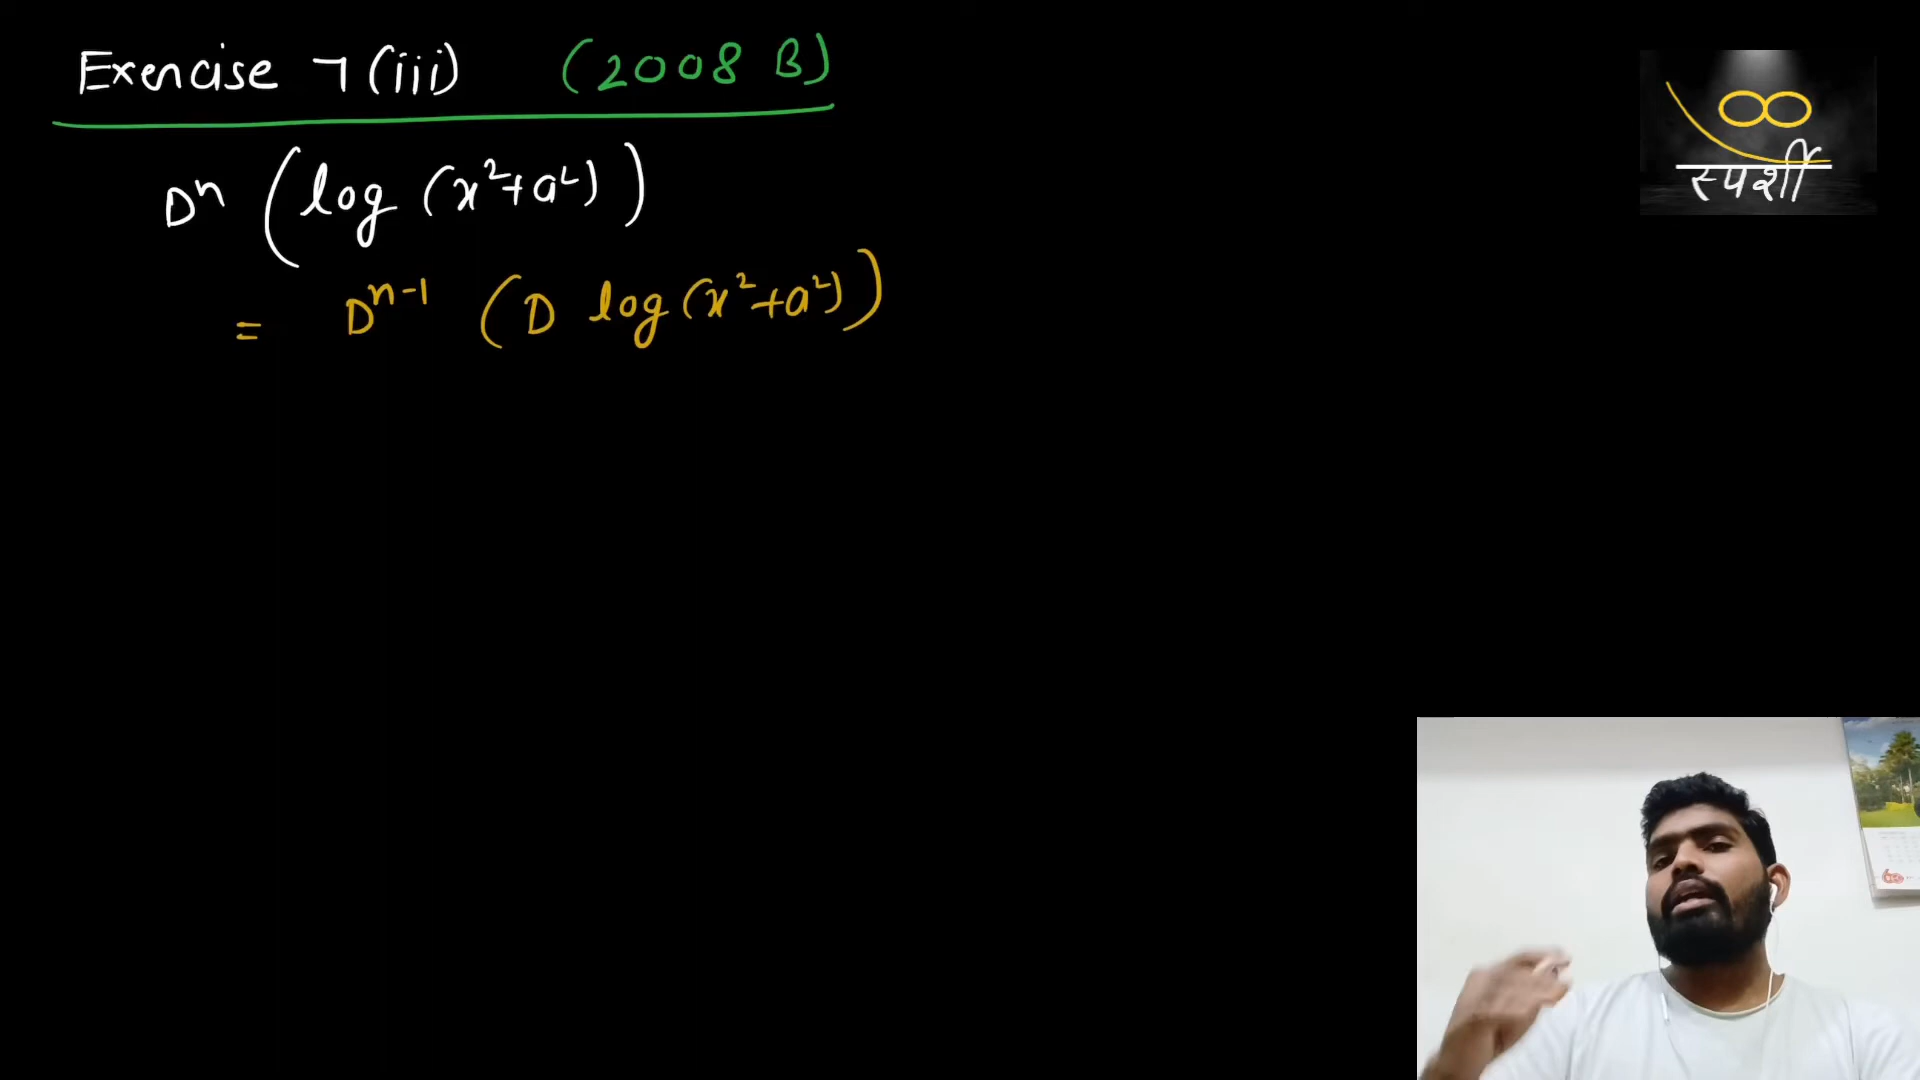 Exercise 7 (iii) (2008 B)
Dⁿ (log (x²+a²))
= Dⁿ⁻¹ (D log (x²+a²))
स्पर्शी